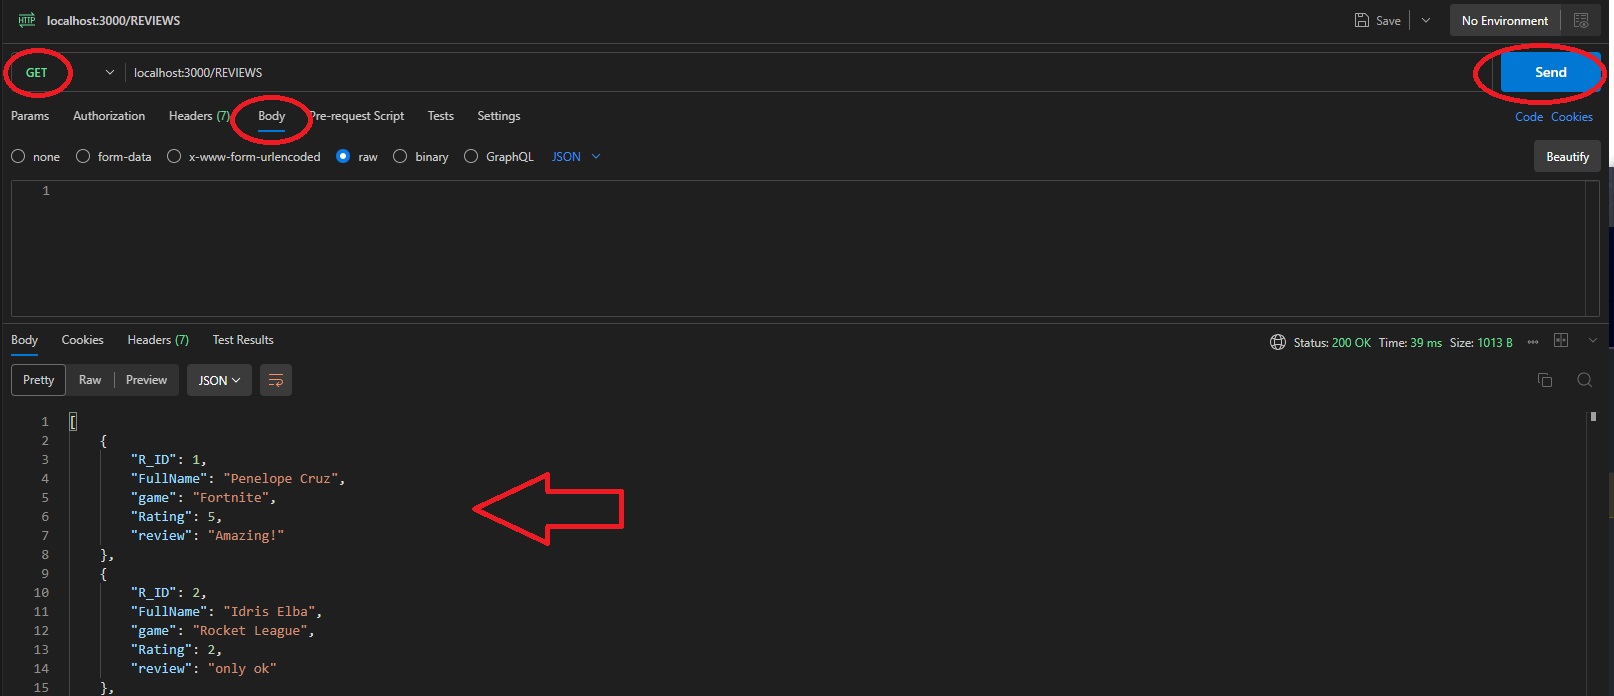 HTTP localhost:3000/REVIEWS Save No Environment
GET localhost:3000/REVIEWS Send
Params Authorization Headers (7) Body Pre-request Script Tests Settings Code Cookies
none form-data x-www-form-urlencoded raw binary GraphQL JSON Beautify
1
Body Cookies Headers (7) Test Results Status: 200 OK Time: 39 ms Size: 1013 B
Pretty Raw Preview JSON
1 [
2 {
3 "R_ID": 1,
4 "FullName": "Penelope Cruz",
5 "game": "Fortnite",
6 "Rating": 5,
7 "review": "Amazing!"
8 },
9 {
10 "R_ID": 2,
11 "FullName": "Idris Elba",
12 "game": "Rocket League",
13 "Rating": 2,
14 "review": "only ok"
15 },